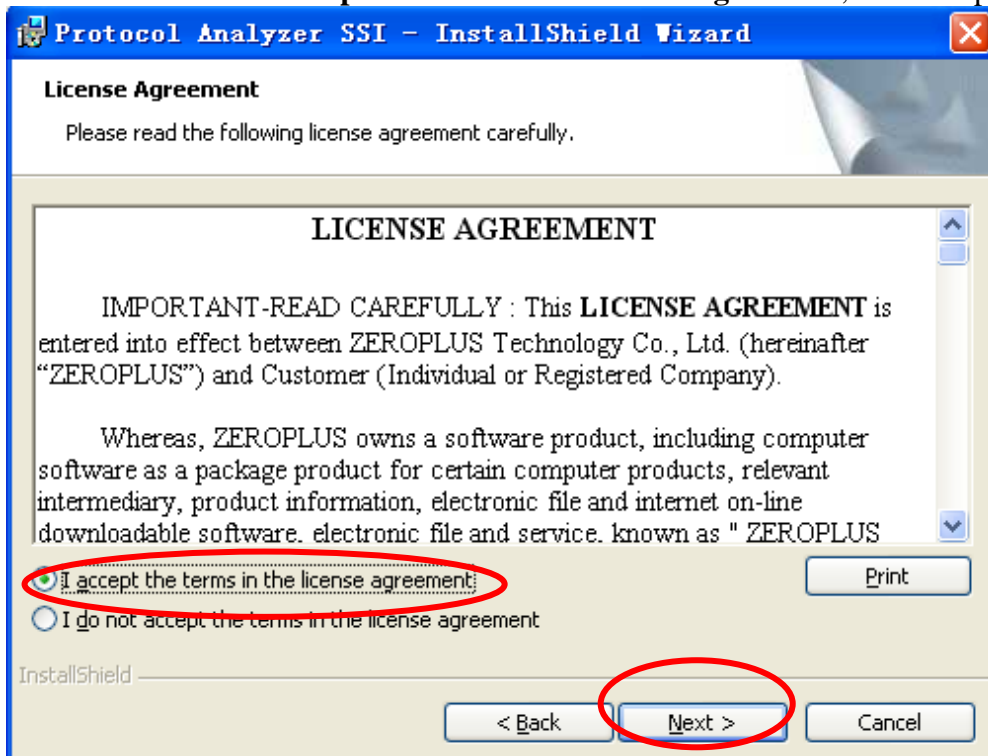 Protocol Analyzer SSI - InstallShield Wizard
License Agreement
Please read the following license agreement carefully.
LICENSE AGREEMENT
IMPORTANT-READ CAREFULLY : This LICENSE AGREEMENT is
entered into effect between ZEROPLUS Technology Co., Ltd. (hereinafter
“ZEROPLUS”) and Customer (Individual or Registered Company).
Whereas, ZEROPLUS owns a software product, including computer
software as a package product for certain computer products, relevant
intermediary, product information, electronic file and internet on-line
downloadable software, electronic file and service, known as " ZEROPLUS
I accept the terms in the license agreement
Print
I do not accept the terms in the license agreement
InstallShield
< Back
Next >
Cancel